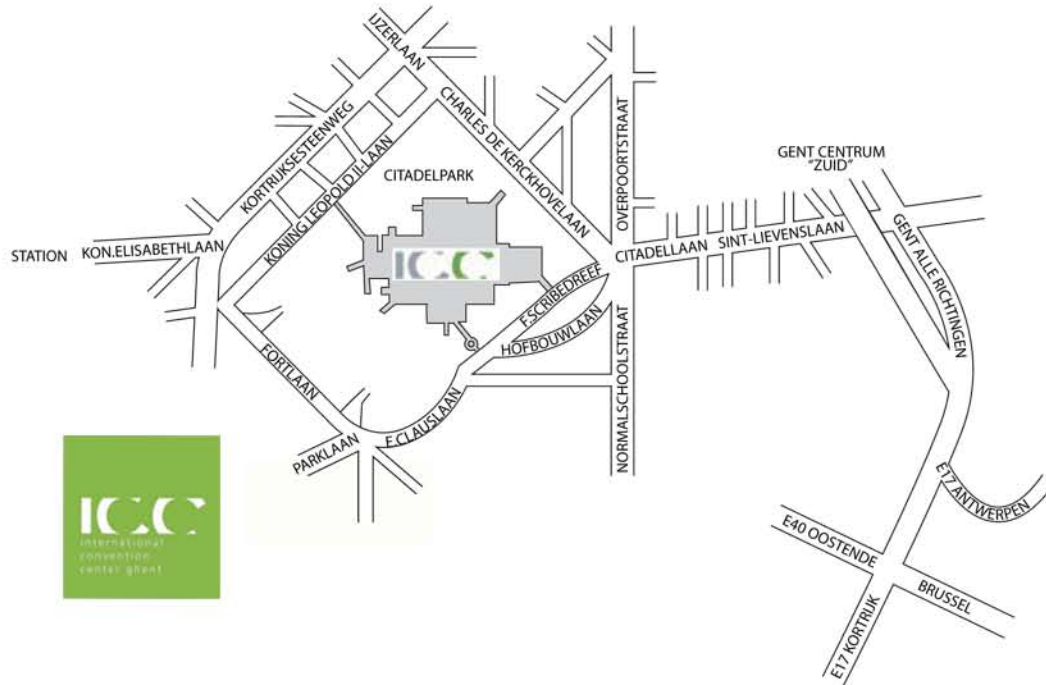 IJZERLAAN
KORTRIJKSESTEENWEG
CHARLES DE KERCKHOVELAAN
OVERPOORTSTRAAT
GENT CENTRUM
"ZUID"
CITADELPARK
KONING LEOPOLD II-LAAN
STATION
KON.ELISABETHLAAN
ICC
CITADELLAAN
SINT-LIEVENSLAAN
GENT ALLE RICHTINGEN
F.SCRIBEDREEF
HOFBOUWLAAN
FORTLAAN
E.CLAUSLAAN
NORMALSCHOOLSTRAAT
PARKLAAN
E17 ANTWERPEN
E40 OOSTENDE
BRUSSEL
E17 KORTRIJK
ICC
international
convention
center ghent